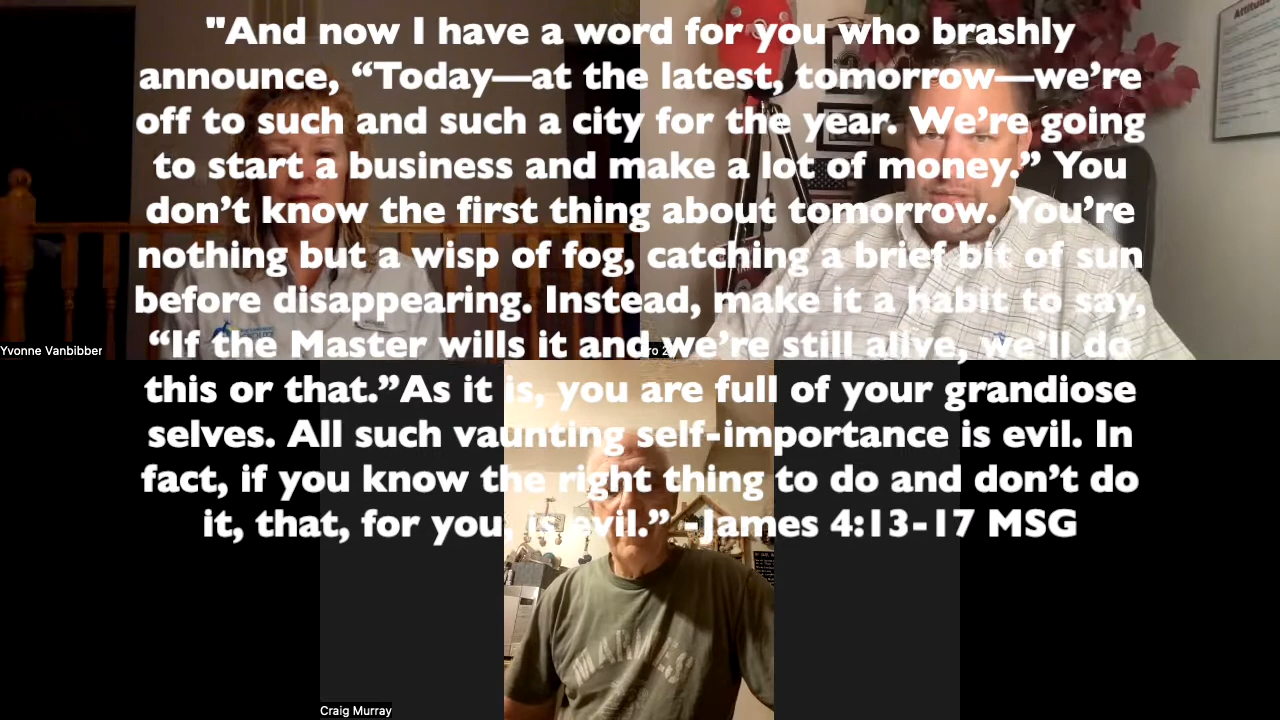 "And now I have a word for you who brashly
announce, “Today—at the latest, tomorrow—we’re
off to such and such a city for the year. We’re going
to start a business and make a lot of money.” You
don’t know the first thing about tomorrow. You’re
nothing but a wisp of fog, catching a brief bit of sun
before disappearing. Instead, make it a habit to say,
“If the Master wills it and we’re still alive, we’ll do
this or that.”As it is, you are full of your grandiose
selves. All such vaunting self-importance is evil. In
fact, if you know the right thing to do and don’t do
it, that, for you, is evil.” -James 4:13-17 MSG
Attitude
Yvonne Vanbibber
MARINES
Craig Murray